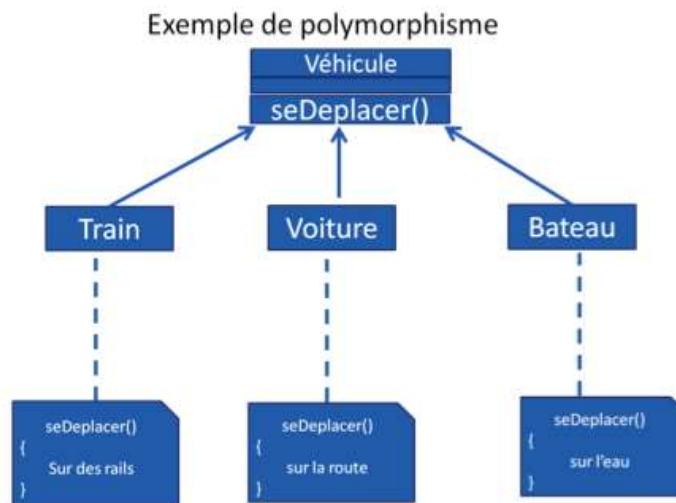 Exemple de polymorphisme
Véhicule
seDeplacer()
Train
Voiture
Bateau
seDeplacer()
{
Sur des rails
}
seDeplacer()
{
sur la route
}
seDeplacer()
{
sur l'eau
}